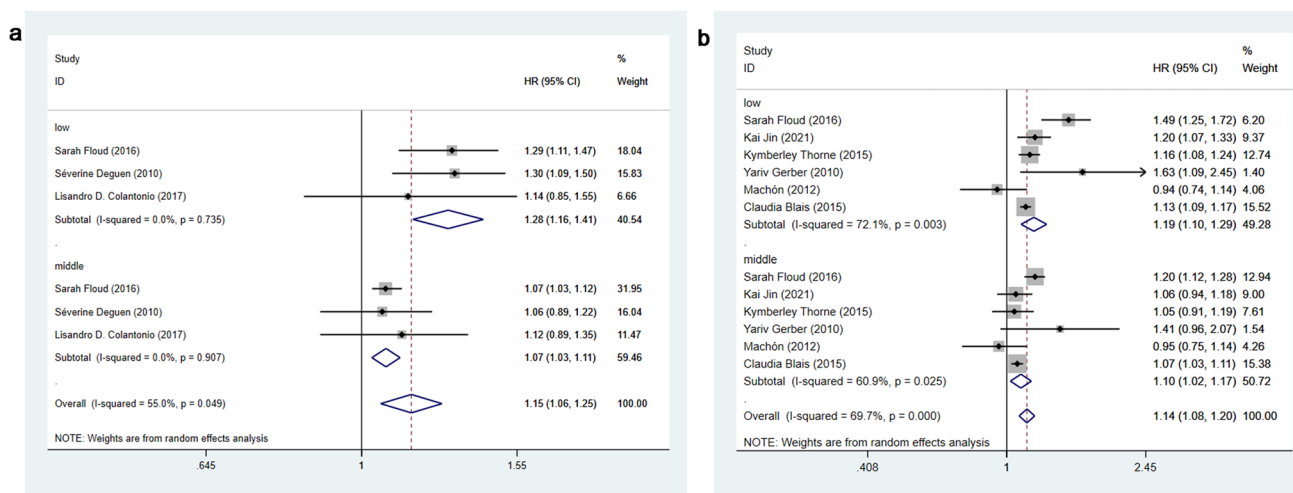 a
Study %
ID HR (95% CI) Weight
low
Sarah Floud (2016) 1.29 (1.11, 1.47) 18.04
Séverine Deguen (2010) 1.30 (1.09, 1.50) 15.83
Lisandro D. Colantonio (2017) 1.14 (0.85, 1.55) 6.66
Subtotal (I-squared = 0.0%, p = 0.735) 1.28 (1.16, 1.41) 40.54
.
middle
Sarah Floud (2016) 1.07 (1.03, 1.12) 31.95
Séverine Deguen (2010) 1.06 (0.89, 1.22) 16.04
Lisandro D. Colantonio (2017) 1.12 (0.89, 1.35) 11.47
Subtotal (I-squared = 0.0%, p = 0.907) 1.07 (1.03, 1.11) 59.46
.
Overall (I-squared = 55.0%, p = 0.049) 1.15 (1.06, 1.25) 100.00
NOTE: Weights are from random effects analysis
.645 1 1.55
b
Study %
ID HR (95% CI) Weight
low
Sarah Floud (2016) 1.49 (1.25, 1.72) 6.20
Kai Jin (2021) 1.20 (1.07, 1.33) 9.37
Kymberley Thorne (2015) 1.16 (1.08, 1.24) 12.74
Yariv Gerber (2010) 1.63 (1.09, 2.45) 1.40
Machón (2012) 0.94 (0.74, 1.14) 4.06
Claudia Blais (2015) 1.13 (1.09, 1.17) 15.52
Subtotal (I-squared = 72.1%, p = 0.003) 1.19 (1.10, 1.29) 49.28
.
middle
Sarah Floud (2016) 1.20 (1.12, 1.28) 12.94
Kai Jin (2021) 1.06 (0.94, 1.18) 9.00
Kymberley Thorne (2015) 1.05 (0.91, 1.19) 7.61
Yariv Gerber (2010) 1.41 (0.96, 2.07) 1.54
Machón (2012) 0.95 (0.75, 1.14) 4.26
Claudia Blais (2015) 1.07 (1.03, 1.11) 15.38
Subtotal (I-squared = 60.9%, p = 0.025) 1.10 (1.02, 1.17) 50.72
.
Overall (I-squared = 69.7%, p = 0.000) 1.14 (1.08, 1.20) 100.00
NOTE: Weights are from random effects analysis
.408 1 2.45